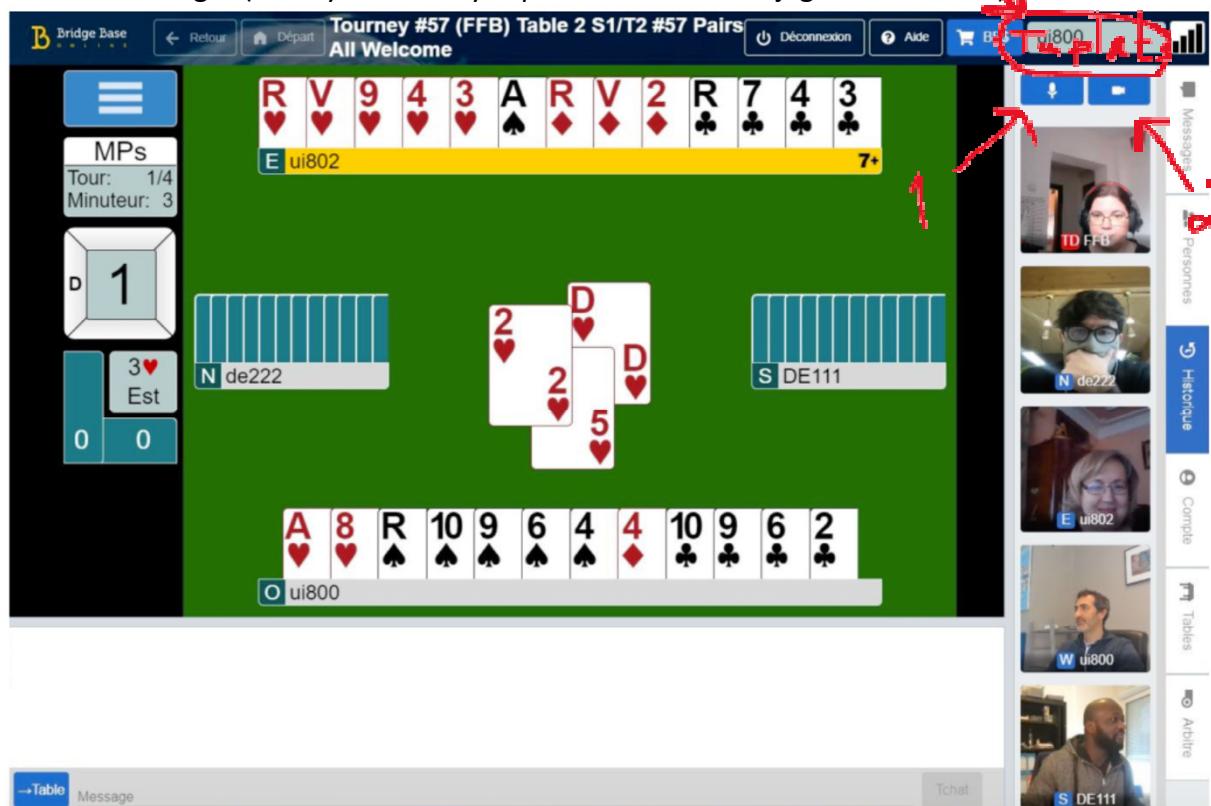 Bridge Base
ONLINE
Retour
Départ
Tourney #57 (FFB) Table 2 S1/T2 #57 Pairs
All Welcome
Déconnexion
Aide
ui800
R V 9 4 3 A R V 2 R 7 4 3
E ui802
7+
MPs
Tour: 1/4
Minuteur: 3
D 1
3♥
Est
0 0
N de222
2
D
D
2
5
S DE111
A 8 R 10 9 6 4 4 10 9 6 2
O ui800
1
TD FFB
N de222
E ui802
W ui800
S DE111
Messages
Personnes
Historique
Compte
Tables
Arbitre
→Table
Message
Tchat